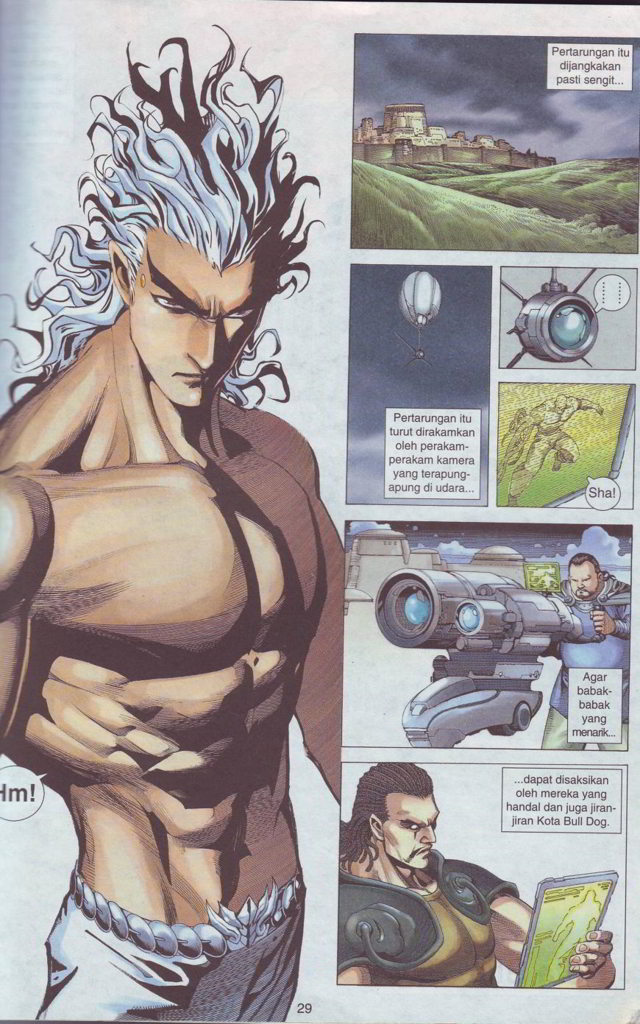 Pertarungan itu
dijangkakan
pasti sengit...
Pertarungan itu
turut dirakamkan
oleh perakam-
perakam kamera
yang terapung-
apung di udara...
Sha!
Agar
babak-
babak
yang
menarik...
Hm!
...dapat disaksikan
oleh mereka yang
handal dan juga jiran-
jiran Kota Bull Dog.
29